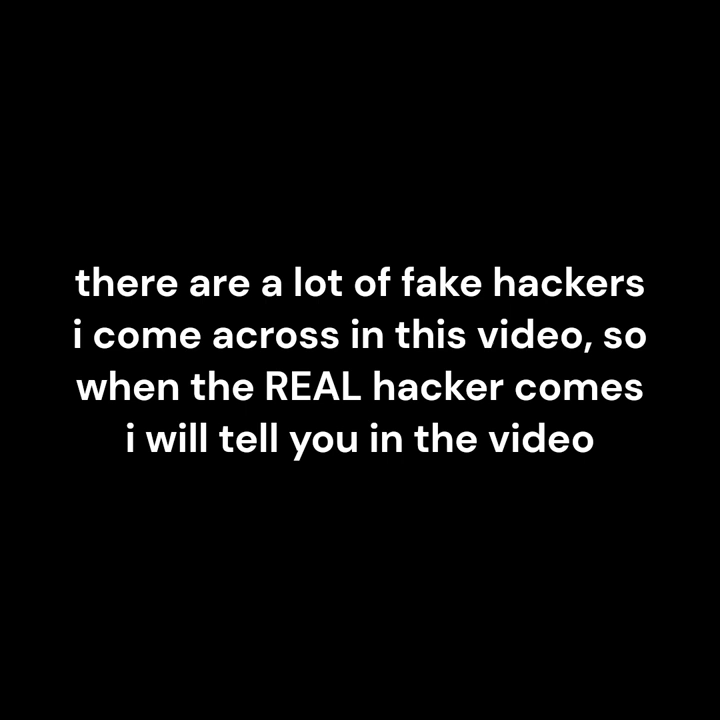 there are a lot of fake hackers
i come across in this video, so
when the REAL hacker comes
i will tell you in the video